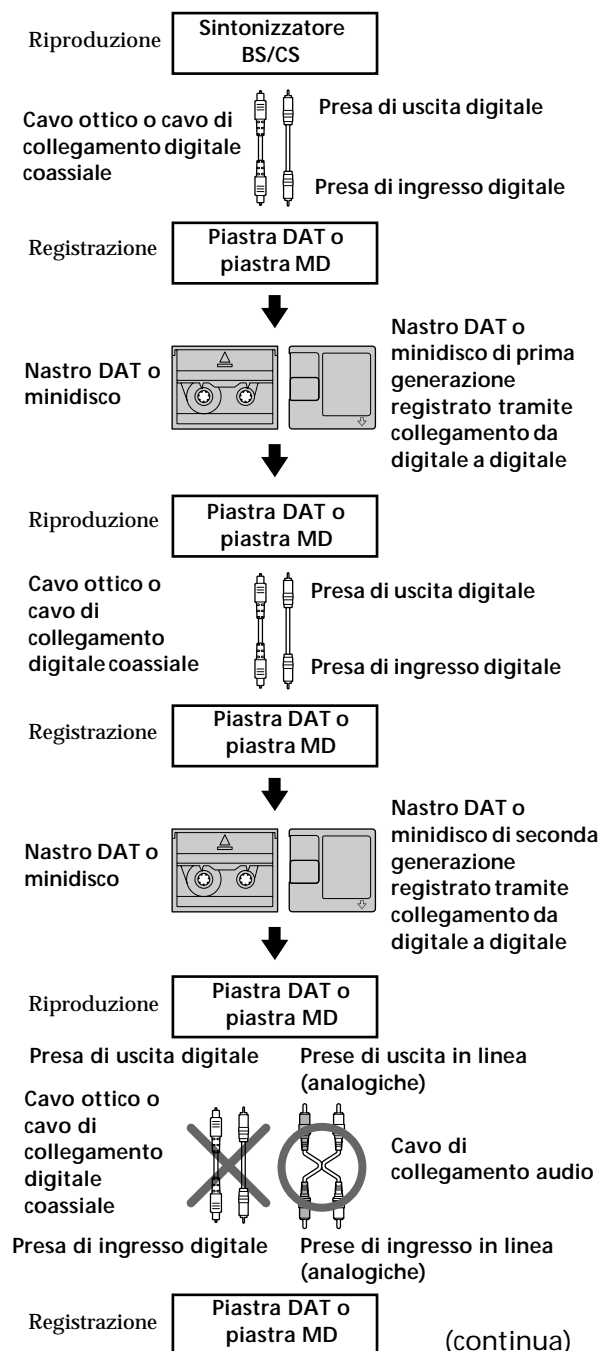 Riproduzione
Sintonizzatore
BS/CS
Cavo ottico o cavo di
collegamento digitale
coassiale
Presa di uscita digitale
Presa di ingresso digitale
Registrazione
Piastra DAT o
piastra MD
Nastro DAT o
minidisco
Nastro DAT o
minidisco di prima
generazione
registrato tramite
collegamento da
digitale a digitale
Riproduzione
Piastra DAT o
piastra MD
Cavo ottico o
cavo di
collegamento
digitale coassiale
Presa di uscita digitale
Presa di ingresso digitale
Registrazione
Piastra DAT o
piastra MD
Nastro DAT o
minidisco
Nastro DAT o
minidisco di seconda
generazione
registrato tramite
collegamento da
digitale a digitale
Riproduzione
Piastra DAT o
piastra MD
Presa di uscita digitale
Prese di uscita in linea
(analogiche)
Cavo ottico o
cavo di
collegamento
digitale
coassiale
Cavo di
collegamento audio
Presa di ingresso digitale
Prese di ingresso in linea
(analogiche)
Registrazione
Piastra DAT o
piastra MD
(continua)